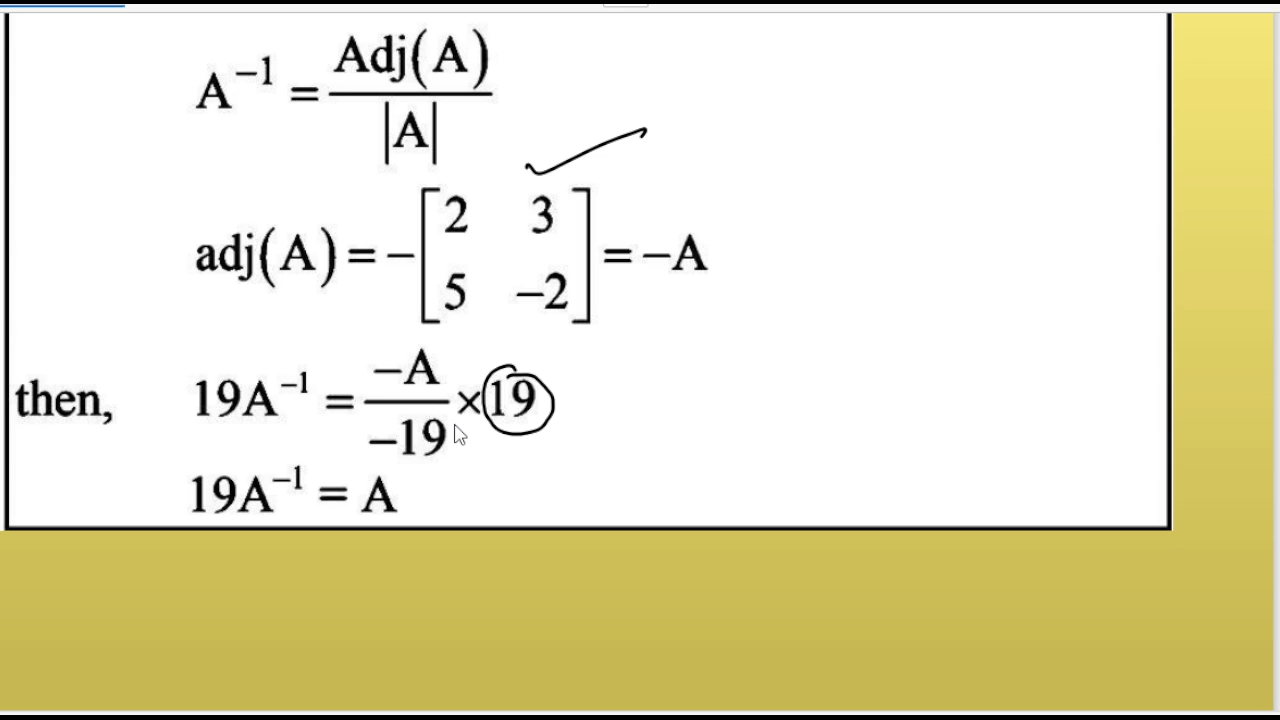 A⁻¹ = Adj(A) / |A|
adj(A) = −[2 3; 5 −2] = −A
then, 19A⁻¹ = −A / −19 × 19
19A⁻¹ = A